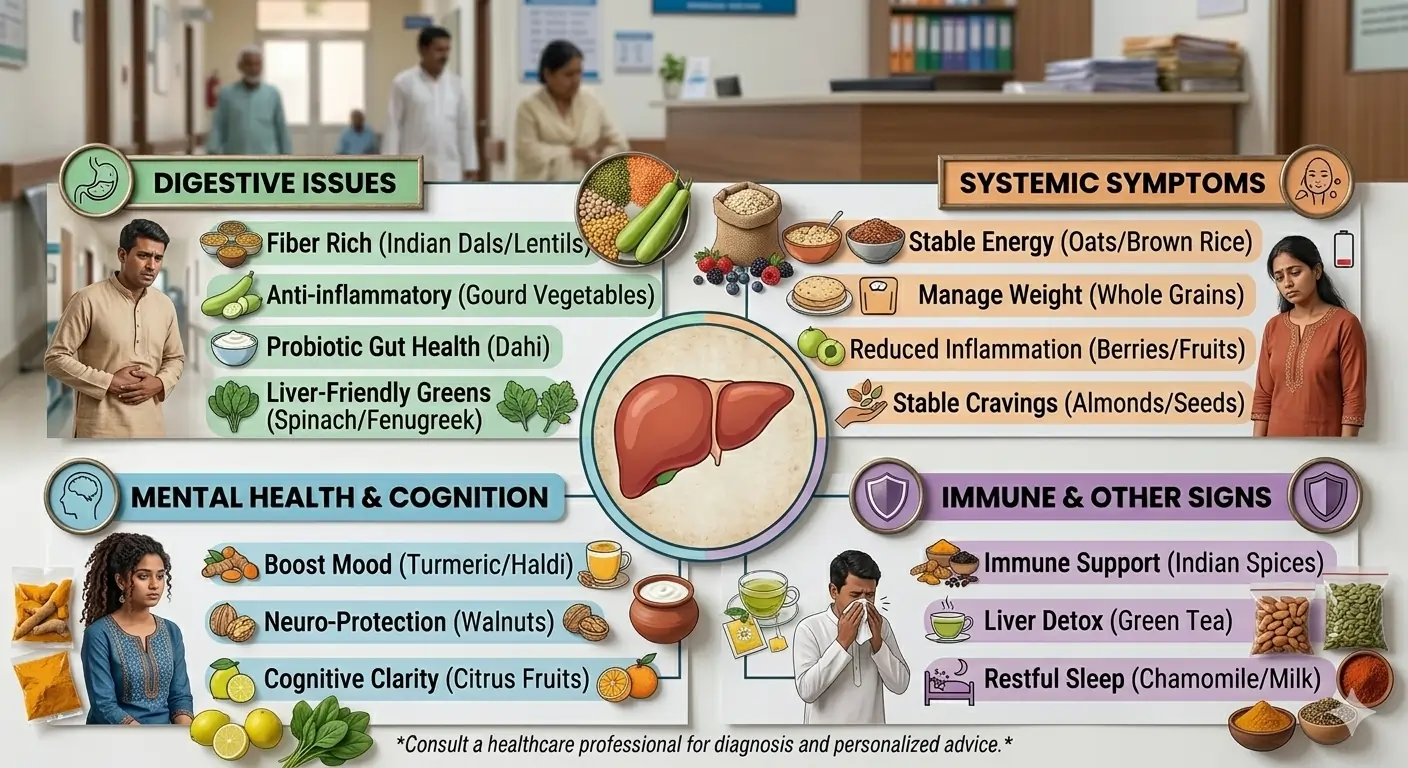 DIGESTIVE ISSUES
Fiber Rich (Indian Dals/Lentils)
Anti-inflammatory (Gourd Vegetables)
Probiotic Gut Health (Dahi)
Liver-Friendly Greens
(Spinach/Fenugreek)
SYSTEMIC SYMPTOMS
Stable Energy (Oats/Brown Rice)
Manage Weight (Whole Grains)
Reduced Inflammation (Berries/Fruits)
Stable Cravings (Almonds/Seeds)
MENTAL HEALTH & COGNITION
Boost Mood (Turmeric/Haldi)
Neuro-Protection (Walnuts)
Cognitive Clarity (Citrus Fruits)
IMMUNE & OTHER SIGNS
Immune Support (Indian Spices)
Liver Detox (Green Tea)
Restful Sleep (Chamomile/Milk)
*Consult a healthcare professional for diagnosis and personalized advice.*